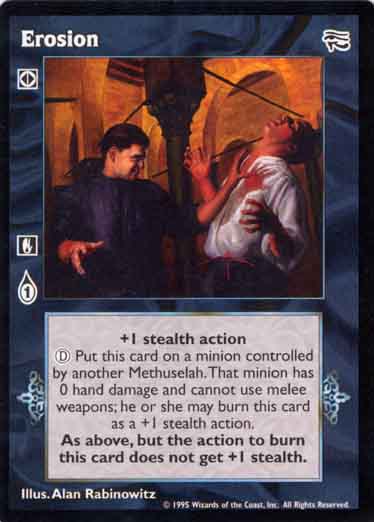 Erosion
1
+1 stealth action
Ⓓ Put this card on a minion controlled
by another Methuselah. That minion has
0 hand damage and cannot use melee
weapons; he or she may burn this card
as a +1 stealth action.
As above, but the action to burn
this card does not get +1 stealth.
Illus. Alan Rabinowitz
© 1995 Wizards of the Coast, Inc. All Rights Reserved.